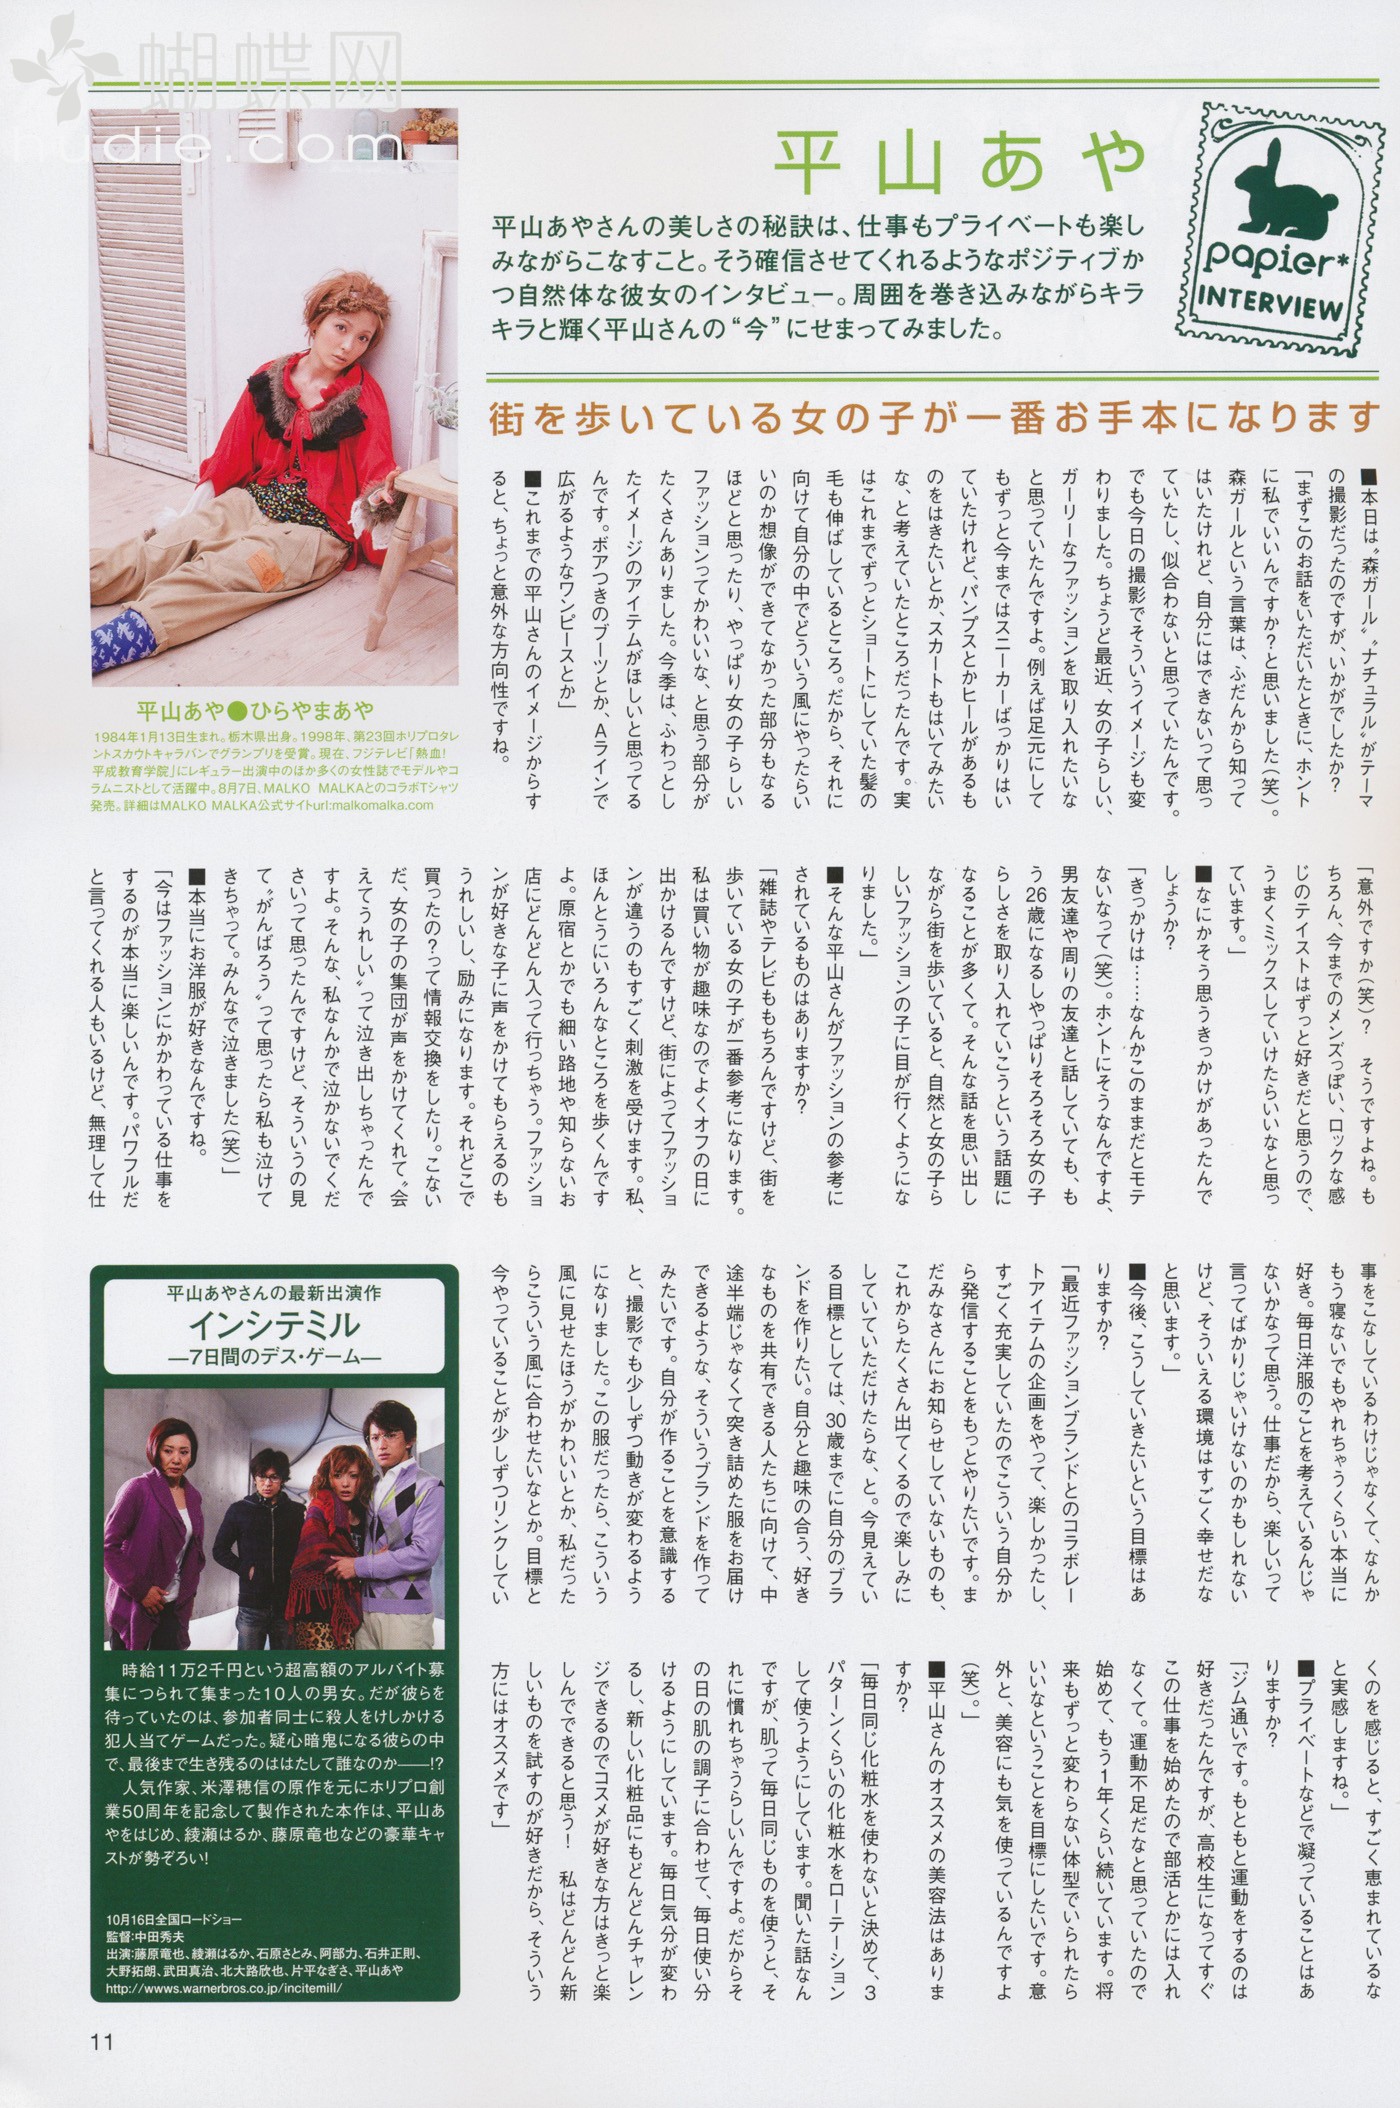 蝴蝶网
hudie.com
平山あや
平山あやさんの美しさの秘訣は、仕事もプライベートも楽し
みながらこなすこと。そう確信させてくれるようなポジティブか
つ自然体な彼女のインタビュー。周囲を巻き込みながらキラ
キラと輝く平山さんの“今”にせまってみました。
papier*
INTERVIEW
街を歩いている女の子が一番お手本になります
■本日は〝森ガール〟〝ナチュラル〟がテーマ
の撮影だったのですが、いかがでしたか？
「まずこのお話をいただいたときに、ホント
に私でいいんですか？と思いました（笑）。
森ガールという言葉は、ふだんから知って
はいたけれど、自分にはできないって思っ
ていたし、似合わないと思っていたんです。
でも今日の撮影でそういうイメージも変
わりました。ちょうど最近、女の子らしい、
ガーリーなファッションを取り入れたいな
と思っていたんですよ。例えば足元にして
もずっと今まではスニーカーばっかりはい
ていたけれど、パンプスとかヒールがあるも
のをはきたいとか、スカートもはいてみたい
な、と考えていたところだったんです。実
はこれまでずっとショートにしていた髪の
毛も伸ばしているところ。だから、それに
向けて自分の中でどういう風にやったらい
いのか想像ができてなかった部分もなる
ほどと思ったり、やっぱり女の子らしい
ファッションってかわいいな、と思う部分が
たくさんありました。今季は、ふわっとし
たイメージのアイテムがほしいと思ってる
んです。ボアつきのブーツとか、Aラインで
広がるようなワンピースとか」
■これまでの平山さんのイメージからす
ると、ちょっと意外な方向性ですね。
「意外ですか（笑）？　そうですよね。も
ちろん、今までのメンズっぽい、ロックな感
じのテイストはずっと好きだと思うので、
うまくミックスしていけたらいいなと思っ
ています。」
■なにかそう思うきっかけがあったんで
しょうか？
「きっかけは……なんかこのままだとモテ
ないなって（笑）。ホントにそうなんですよ、
男友達や周りの友達と話していても、も
う26歳になるしやっぱりそろそろ女の子
らしさを取り入れていこうという話題に
なることが多くて。そんな話を思い出し
ながら街を歩いていると、自然と女の子ら
しいファッションの子に目が行くようにな
りました。」
■そんな平山さんがファッションの参考に
されているものはありますか？
「雑誌やテレビももちろんですけど、街を
歩いている女の子が一番参考になります。
私は買い物が趣味なのでよくオフの日に
出かけるんですけど、街によってファッショ
ンが違うのもすごく刺激を受けます。私、
ほんとうにいろんなところを歩くんです
よ。原宿とかでも細い路地や知らないお
店にどんどん入って行っちゃう。ファッショ
ンが好きな子に声をかけてもらえるのも
うれしいし、励みになります。それどこで
買ったの？って情報交換をしたり。こない
だ、女の子の集団が声をかけてくれて〝会
えてうれしい〟って泣き出しちゃったんで
すよ。そんな、私なんかで泣かないでくだ
さいって思ったんですけど、そういうの見
て〝がんばろう〟って思ったら私も泣けて
きちゃって。みんなで泣きました（笑）」
■本当にお洋服が好きなんですね。
「今はファッションにかかわっている仕事を
するのが本当に楽しいんです。パワフルだ
と言ってくれる人もいるけど、無理して仕
事をこなしているわけじゃなくて、なんか
もう寝ないでもやれちゃうくらい本当に
好き。毎日洋服のことを考えているんじゃ
ないかなって思う。仕事だから、楽しいって
言ってばかりじゃいけないのかもしれない
けど、そういえる環境はすごく幸せだな
と思います。」
■今後、こうしていきたいという目標はあ
りますか？
「最近ファッションブランドとのコラボレー
トアイテムの企画をやって、楽しかったし、
すごく充実していたのでこういう自分か
ら発信することをもっとやりたいです。ま
だみなさんにお知らせしていないものも、
これからたくさん出てくるので楽しみに
していていただけたらな、と。今見えてい
る目標としては、30歳までに自分のブラ
ンドを作りたい。自分と趣味の合う、好き
なものを共有できる人たちに向けて、中
途半端じゃなくて突き詰めた服をお届け
できるような、そういうブランドを作って
みたいです。自分が作ることを意識する
と、撮影でも少しずつ動きが変わるよう
になりました。この服だったら、こういう
風に見せたほうがかわいいとか、私だった
らこういう風に合わせたいなとか。目標と
今やっていることが少しずつリンクしてい
くのを感じると、すごく恵まれているな
と実感しますね。」
■プライベートなどで凝っていることはあ
りますか？
「ジム通いです。もともと運動をするのは
好きだったんですが、高校生になってすぐ
この仕事を始めたので部活とかには入れ
なくて。運動不足だなと思っていたので
始めて、もう1年くらい続いています。将
来もずっと変わらない体型でいられたら
いいなということを目標にしたいです。意
外と、美容にも気を使っているんですよ
（笑）。」
■平山さんのオススメの美容法はありま
すか？
「毎日同じ化粧水を使わないと決めて、3
パターンくらいの化粧水をローテーション
して使うようにしています。聞いた話なん
ですが、肌って毎日同じものを使うと、そ
れに慣れちゃうらしいんですよ。だからそ
の日の肌の調子に合わせて、毎日使い分
けるようにしています。毎日気分が変わ
るし、新しい化粧品にもどんどんチャレン
ジできるのでコスメが好きな方はきっと楽
しんでできると思う！　私はどんどん新
しいものを試すのが好きだから、そういう
方にはオススメです」
平山あや●ひらやまあや
1984年1月13日生まれ。栃木県出身。1998年、第23回ホリプロタレ
ントスカウトキャラバンでグランプリを受賞。現在、フジテレビ「熱血!
平成教育学院」にレギュラー出演中のほか多くの女性誌でモデルやコ
ラムニストとして活躍中。8月7日、MALKO MALKAとのコラボTシャツ
発売。詳細はMALKO MALKA公式サイトurl:malkomalka.com
平山あやさんの最新出演作
インシテミル
―7日間のデス・ゲーム―
時給11万2千円という超高額のアルバイト募
集につられて集まった10人の男女。だが彼らを
待っていたのは、参加者同士に殺人をけしかける
犯人当てゲームだった。疑心暗鬼になる彼らの中
で、最後まで生き残るのははたして誰なのか――!?
人気作家、米澤穂信の原作を元にホリプロ創
業50周年を記念して製作された本作は、平山あ
やをはじめ、綾瀬はるか、藤原竜也などの豪華キャ
ストが勢ぞろい!
10月16日全国ロードショー
監督:中田秀夫
出演:藤原竜也、綾瀬はるか、石原さとみ、阿部力、石井正則、
大野拓朗、武田真治、北大路欣也、片平なぎさ、平山あや
http://wwws.warnerbros.co.jp/incitemill/
11